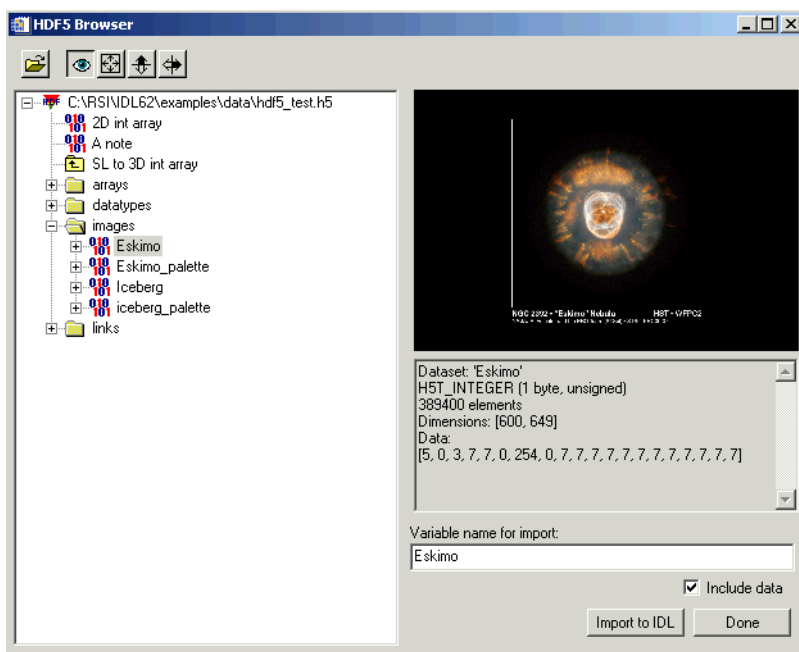 HDF5 Browser
C:\RSI\IDL62\examples\data\hdf5_test.h5
2D int array
A note
SL to 3D int array
arrays
datatypes
images
Eskimo
Eskimo_palette
Iceberg
iceberg_palette
links
NGC 2392 • "Eskimo" Nebula HST • WFPC2
Dataset: 'Eskimo'
H5T_INTEGER (1 byte, unsigned)
389400 elements
Dimensions: [600, 649]
Data:
[5, 0, 3, 7, 7, 0, 254, 0, 7, 7, 7, 7, 7, 7, 7, 7, 7, 7, 7, 7]
Variable name for import:
Eskimo
Include data
Import to IDL
Done